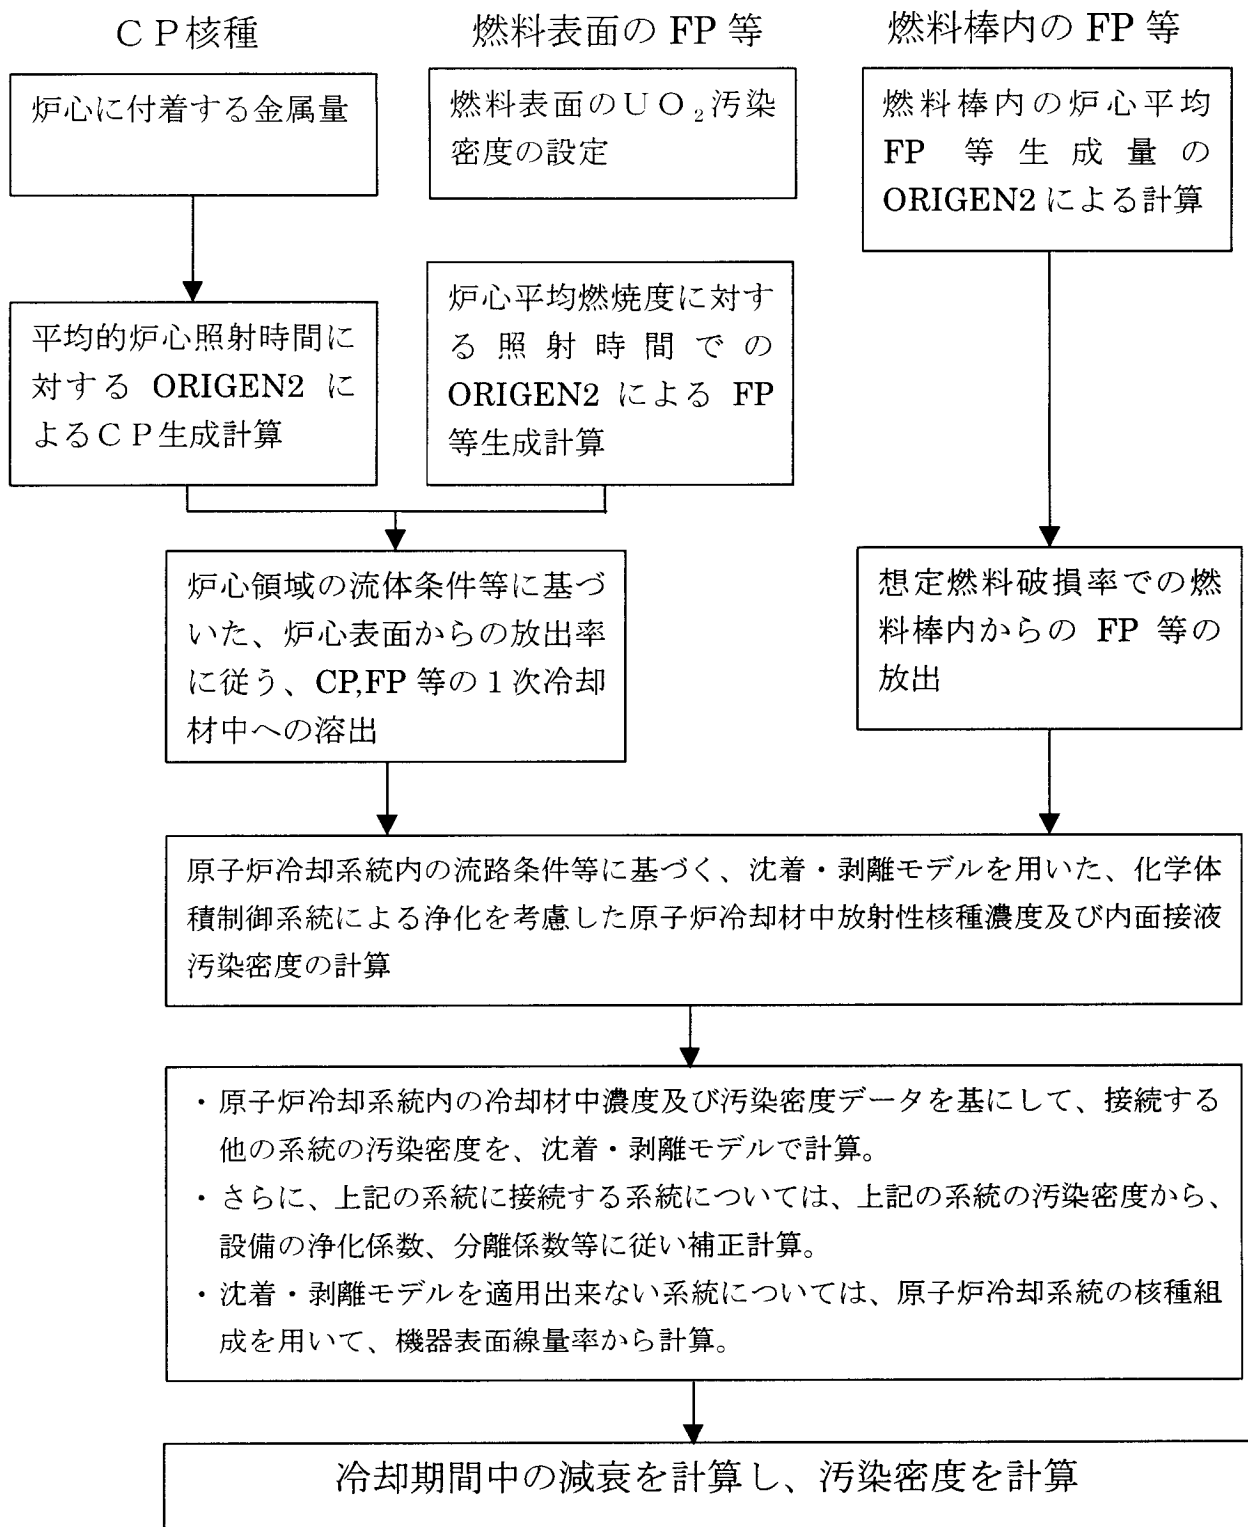 ＣＰ核種
燃料表面の FP 等
燃料棒内の FP 等
炉心に付着する金属量
燃料表面のＵＯ₂汚染
密度の設定
燃料棒内の炉心平均
FP 等生成量の
ORIGEN2 による計算
平均的炉心照射時間に
対する ORIGEN2 に
よるＣＰ生成計算
炉心平均燃焼度に対す
る照射時間での
ORIGEN2 による FP
等生成計算
炉心領域の流体条件等に基づ
いた、炉心表面からの放出率
に従う、CP,FP 等の１次冷却
材中への溶出
想定燃料破損率での燃
料棒内からの FP 等の
放出
原子炉冷却系統内の流路条件等に基づく、沈着・剥離モデルを用いた、化学体
積制御系統による浄化を考慮した原子炉冷却材中放射性核種濃度及び内面接液
汚染密度の計算
・原子炉冷却系統内の冷却材中濃度及び汚染密度データを基にして、接続する
他の系統の汚染密度を、沈着・剥離モデルで計算。
・さらに、上記の系統に接続する系統については、上記の系統の汚染密度から、
設備の浄化係数、分離係数等に従い補正計算。
・沈着・剥離モデルを適用出来ない系統については、原子炉冷却系統の核種組
成を用いて、機器表面線量率から計算。
冷却期間中の減衰を計算し、汚染密度を計算